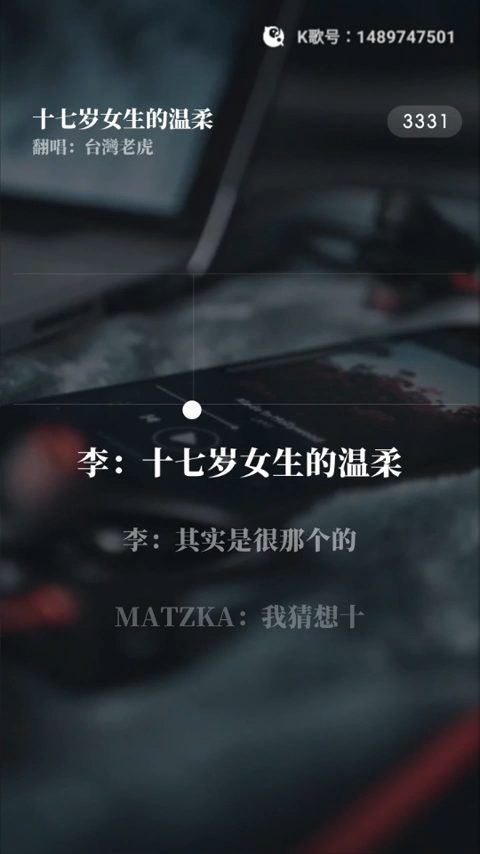 K歌号：1489747501
十七岁女生的温柔
3331
翻唱：台灣老虎
李：十七岁女生的温柔
李：其实是很那个的
MATZKA：我猜想十